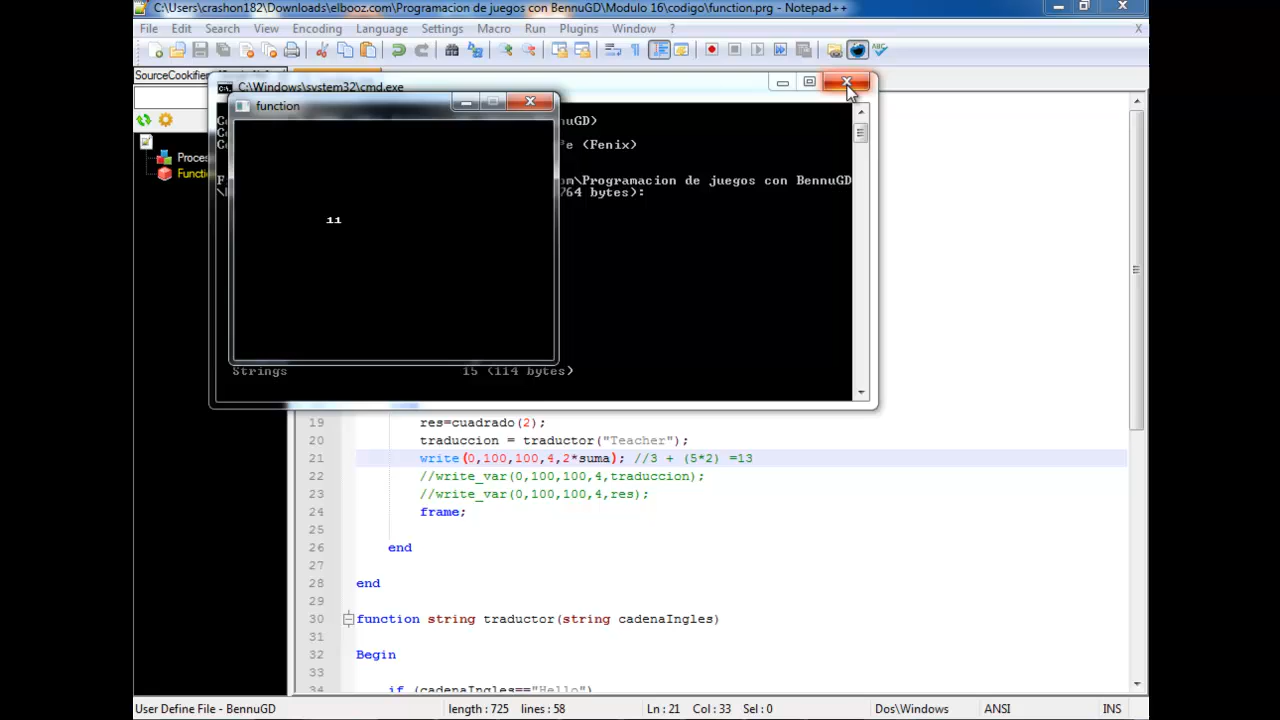 C:\Users\crashon182\Downloads\elbooz.com\Programacion de juegos con BennuGD\Modulo 16\codigo\function.prg - Notepad++
File Edit Search View Encoding Language Settings Macro Run Plugins Window ? X
SourceCookifier
C:\Windows\system32\cmd.exe
function
nuGD)
e (Fenix)
Proces
Functi
om\Programacion de juegos con BennuGD
764 bytes):
11
Strings 15 (114 bytes)
19 res=cuadrado(2);
20 traduccion = traductor("Teacher");
21 write(0,100,100,4,2*suma); //3 + (5*2) =13
22 //write_var(0,100,100,4,traduccion);
23 //write_var(0,100,100,4,res);
24 frame;
25
26 end
27
28 end
29
30 function string traductor(string cadenaIngles)
31
32 Begin
33
34 if (cadenaIngles=="Hello")
User Define File - BennuGD length : 725 lines : 58 Ln : 21 Col : 33 Sel : 0 Dos\Windows ANSI INS